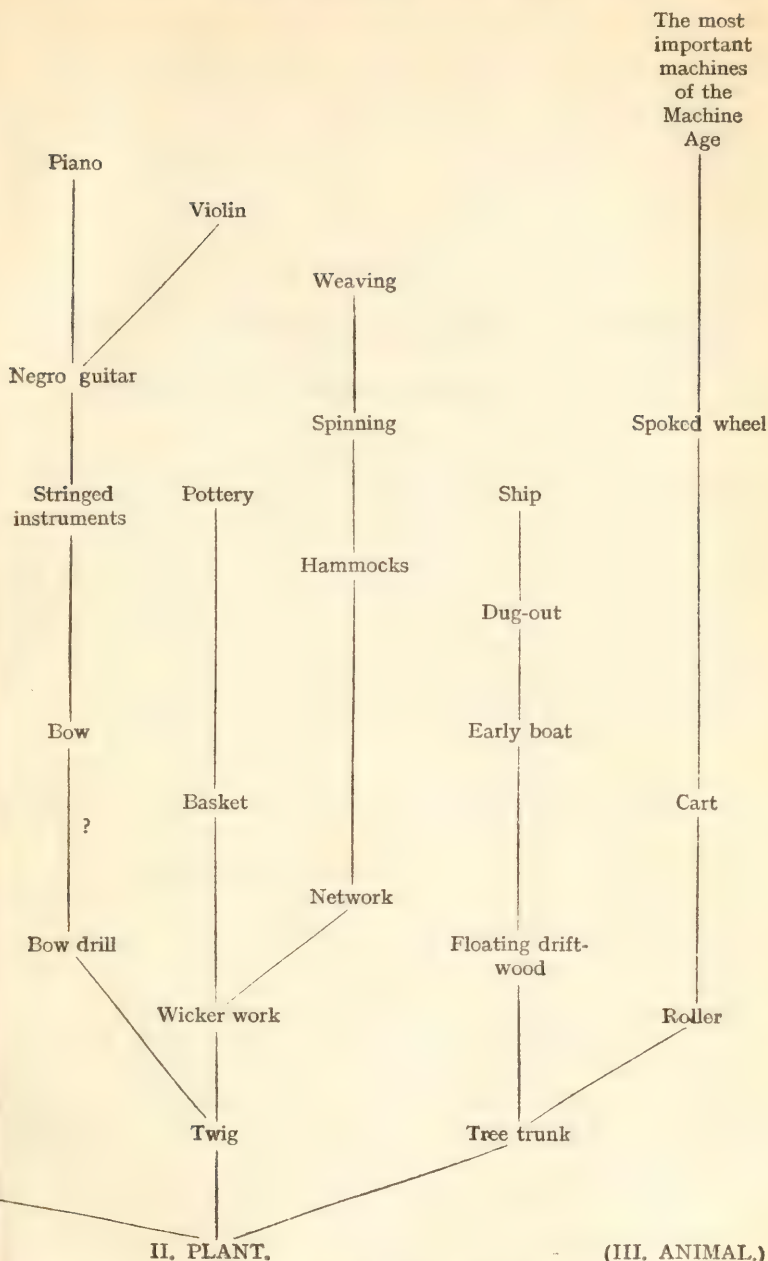 The most
important
machines
of the
Machine
Age
Piano
Violin
Weaving
Negro guitar
Spinning
Spoked wheel
Stringed
instruments
Pottery
Ship
Hammocks
Dug-out
Bow
Early boat
Basket
Cart
?
Network
Bow drill
Floating drift-
wood
Wicker work
Roller
Twig
Tree trunk
II. PLANT.
(III. ANIMAL.)